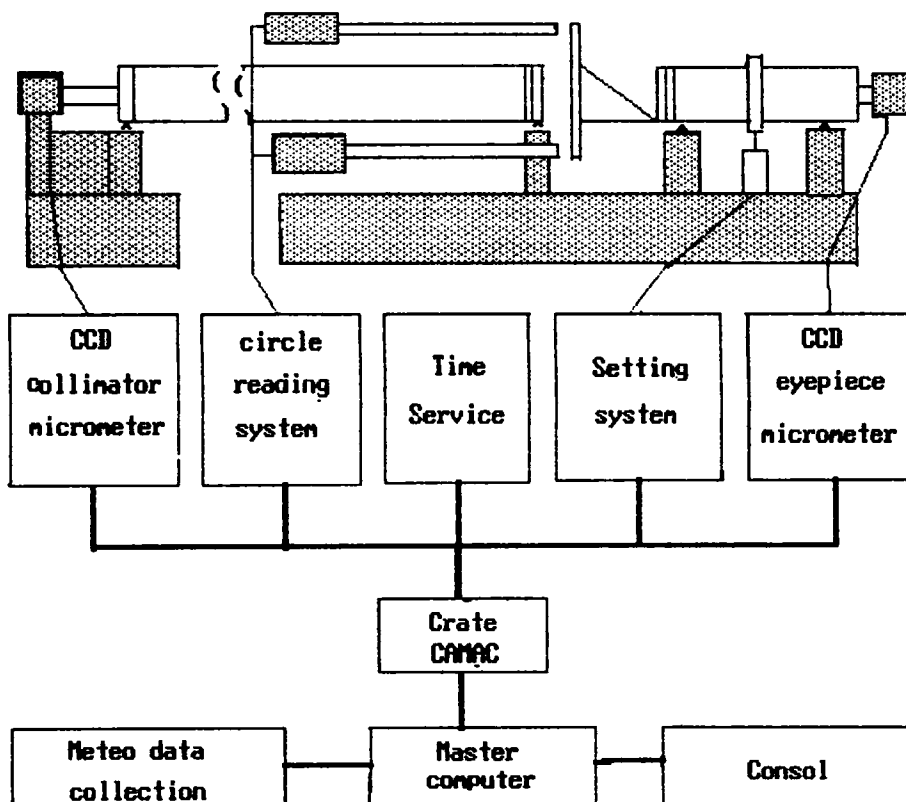 CCD
collimator
micrometer
circle
reading
system
Time
Service
Setting
system
CCD
eyepiece
micrometer
Crate
CAMAC
Meteo data
collection
Master
computer
Consol